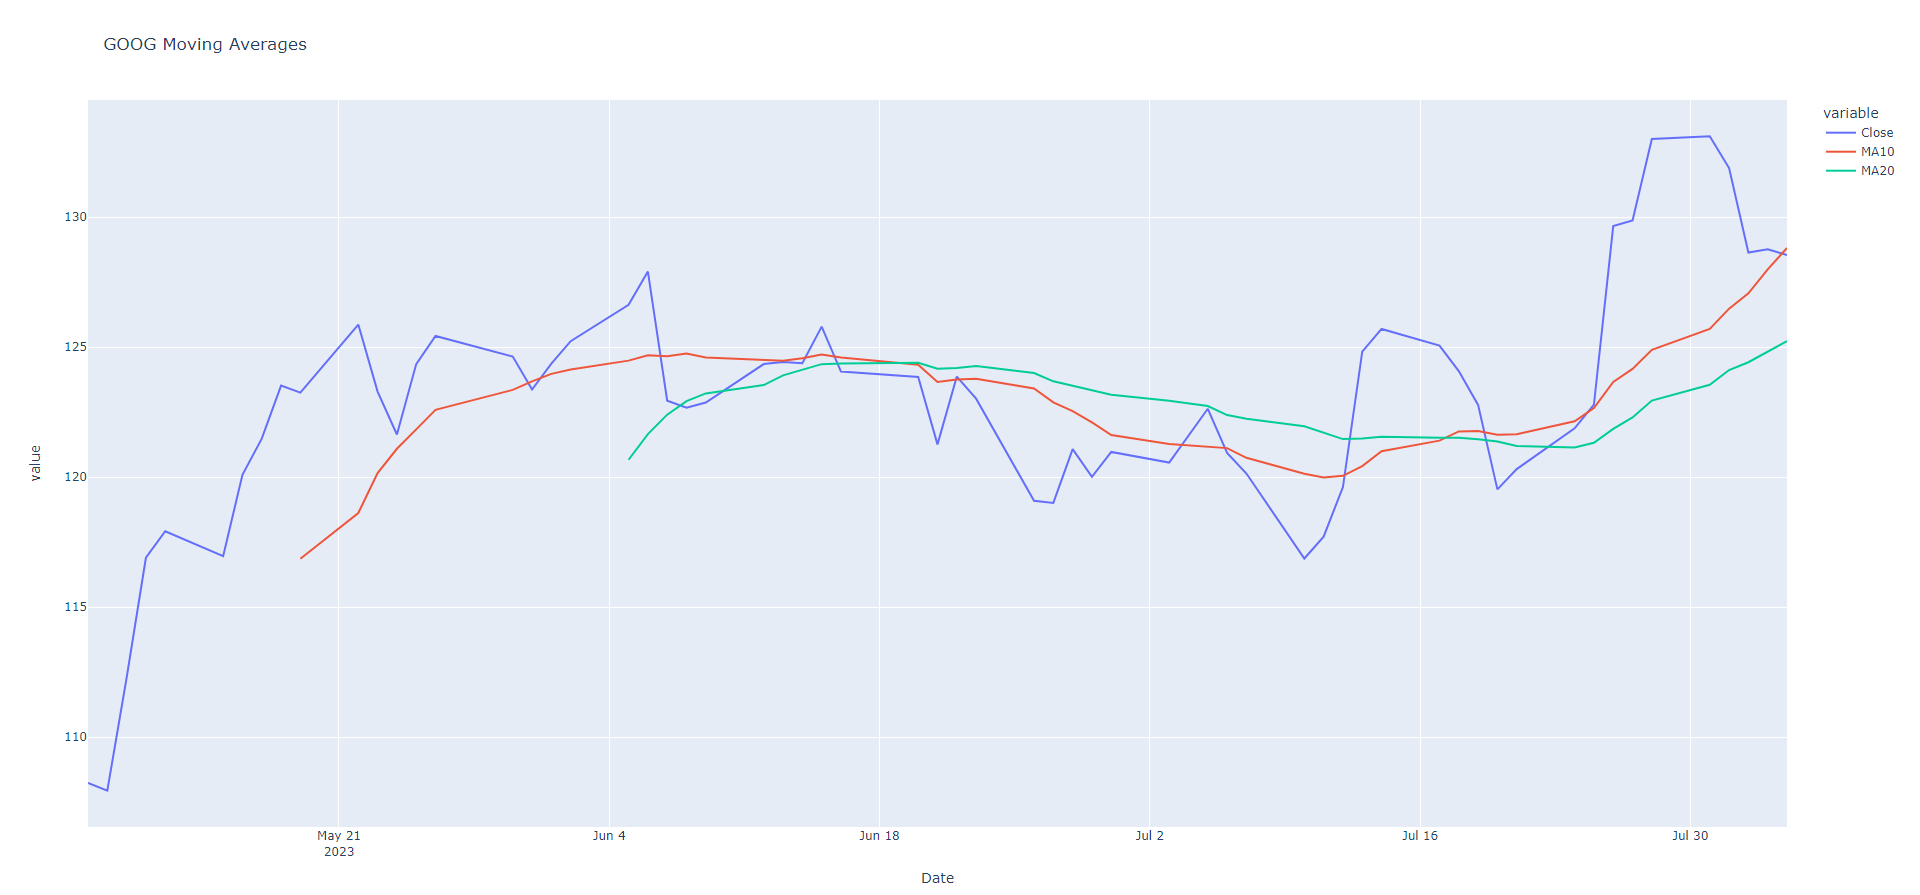 GOOG Moving Averages
variable
Close
MA10
MA20
130
125
120
115
110
value
May 21
2023
Jun 4
Jun 18
Jul 2
Jul 16
Jul 30
Date